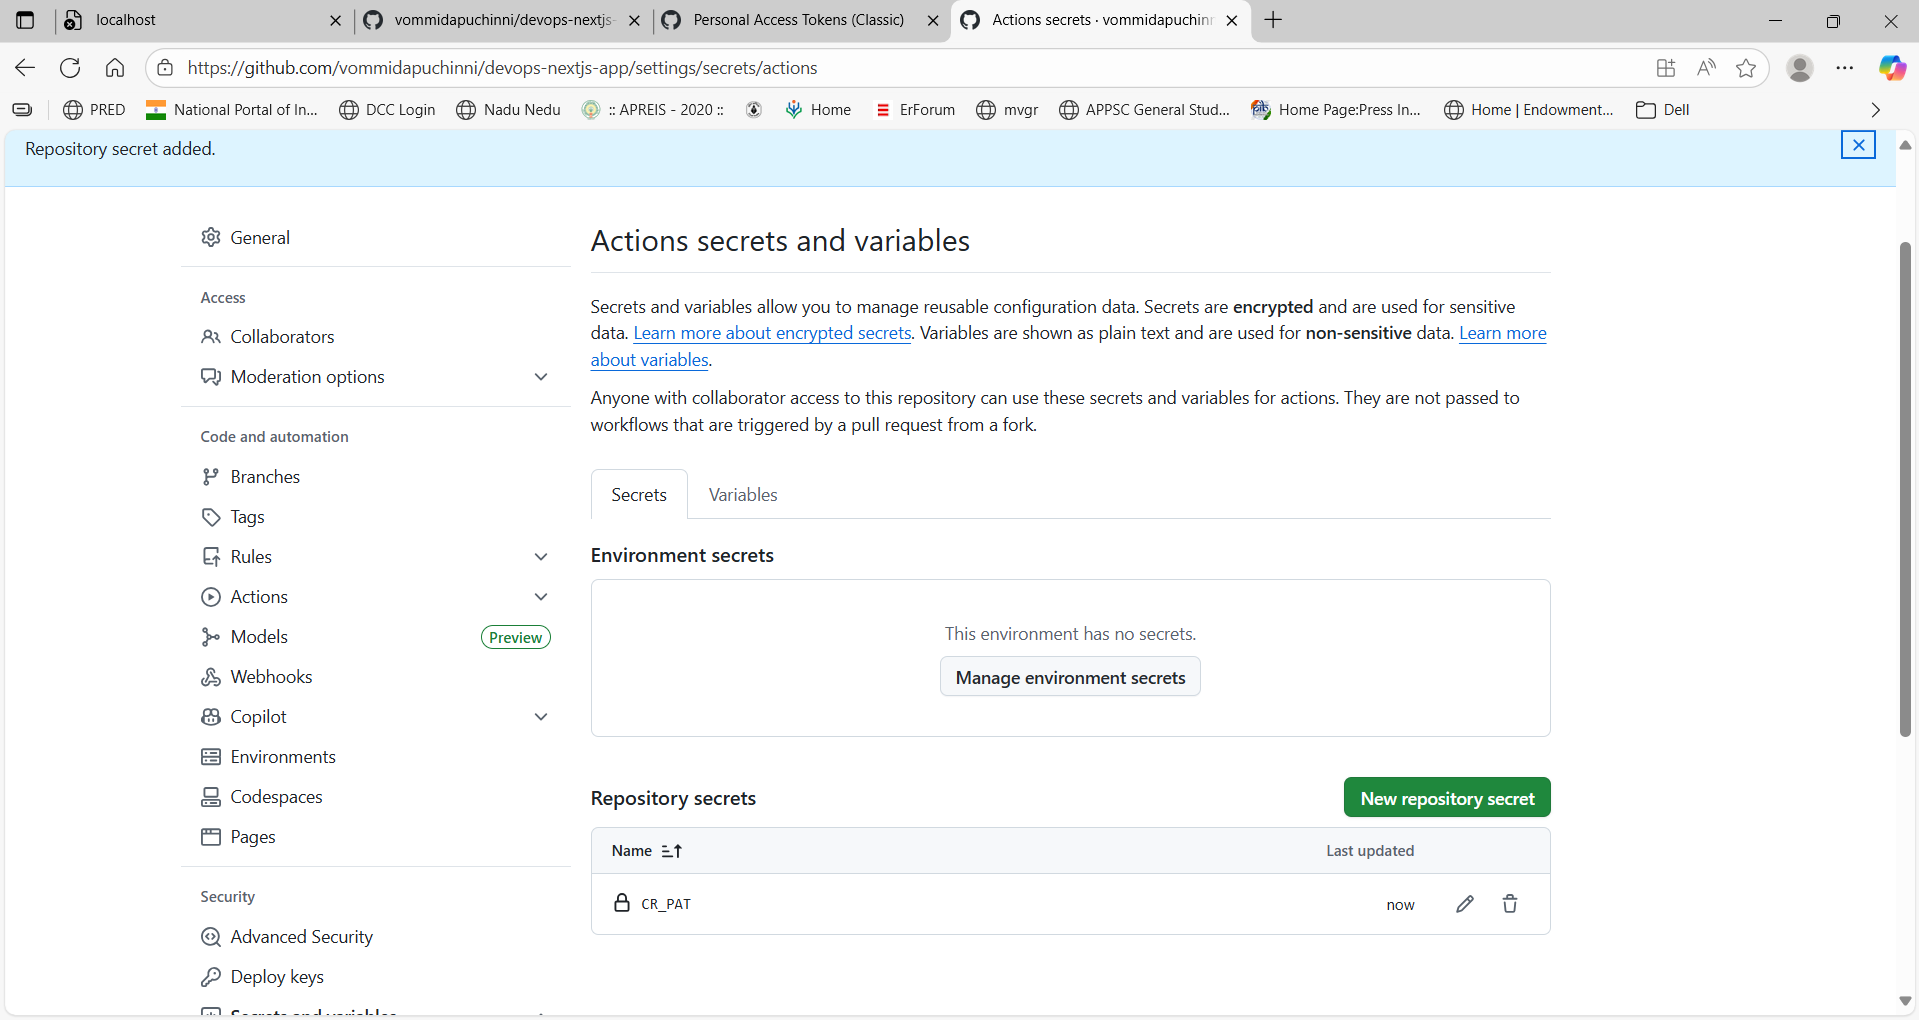 localhost
vommidapuchinni/devops-nextjs-
Personal Access Tokens (Classic)
Actions secrets · vommidapuchinn
https://github.com/vommidapuchinni/devops-nextjs-app/settings/secrets/actions
PRED
National Portal of In...
DCC Login
Nadu Nedu
:: APREIS - 2020 ::
Home
ErForum
mvgr
APPSC General Stud...
Home Page:Press In...
Home | Endowment...
Dell
Repository secret added.
General
Access
Collaborators
Moderation options
Code and automation
Branches
Tags
Rules
Actions
Models
Preview
Webhooks
Copilot
Environments
Codespaces
Pages
Security
Advanced Security
Deploy keys
Secrets and variables
Actions secrets and variables
Secrets and variables allow you to manage reusable configuration data. Secrets are encrypted and are used for sensitive
data. Learn more about encrypted secrets. Variables are shown as plain text and are used for non-sensitive data. Learn more
about variables.
Anyone with collaborator access to this repository can use these secrets and variables for actions. They are not passed to
workflows that are triggered by a pull request from a fork.
Secrets
Variables
Environment secrets
This environment has no secrets.
Manage environment secrets
Repository secrets
New repository secret
Name
Last updated
CR_PAT
now